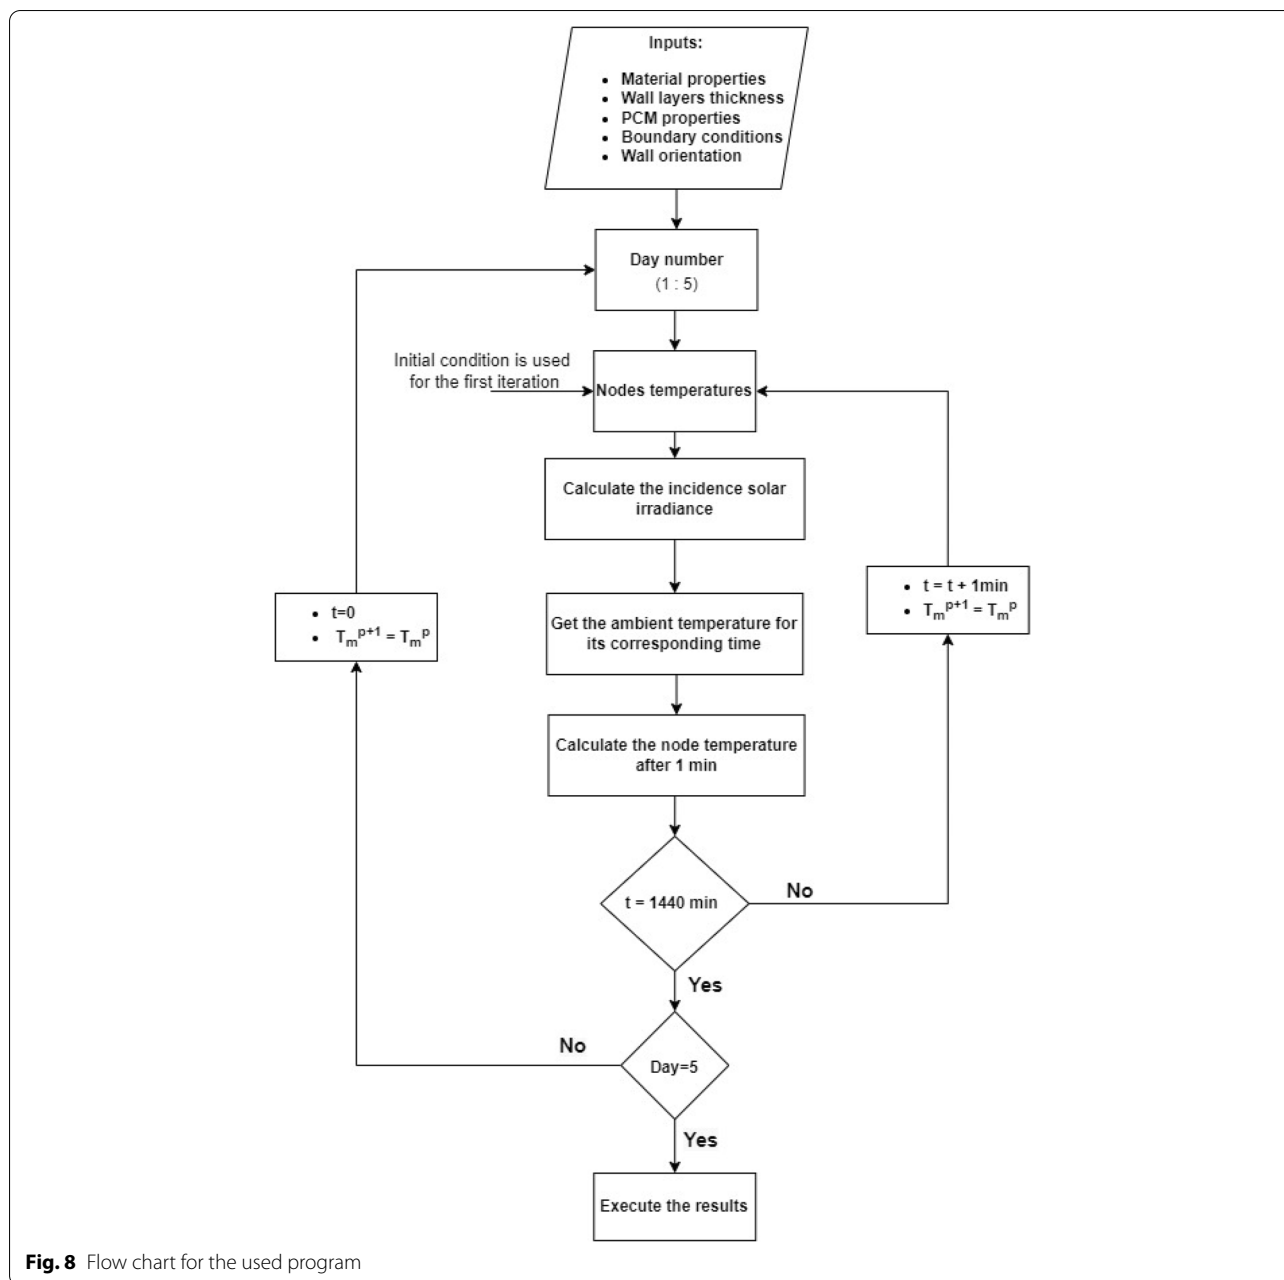 Inputs:
• Material properties
• Wall layers thickness
• PCM properties
• Boundary conditions
• Wall orientation
Day number
(1 : 5)
Initial condition is used
for the first iteration
Nodes temperatures
Calculate the incidence solar
irradiance
• t = t + 1min
• Tₘᵖ⁺¹ = Tₘᵖ
• t=0
• Tₘᵖ⁺¹ = Tₘᵖ
Get the ambient temperature for
its corresponding time
Calculate the node temperature
after 1 min
t = 1440 min
No
Yes
No
Day=5
Yes
Execute the results
Fig. 8 Flow chart for the used program